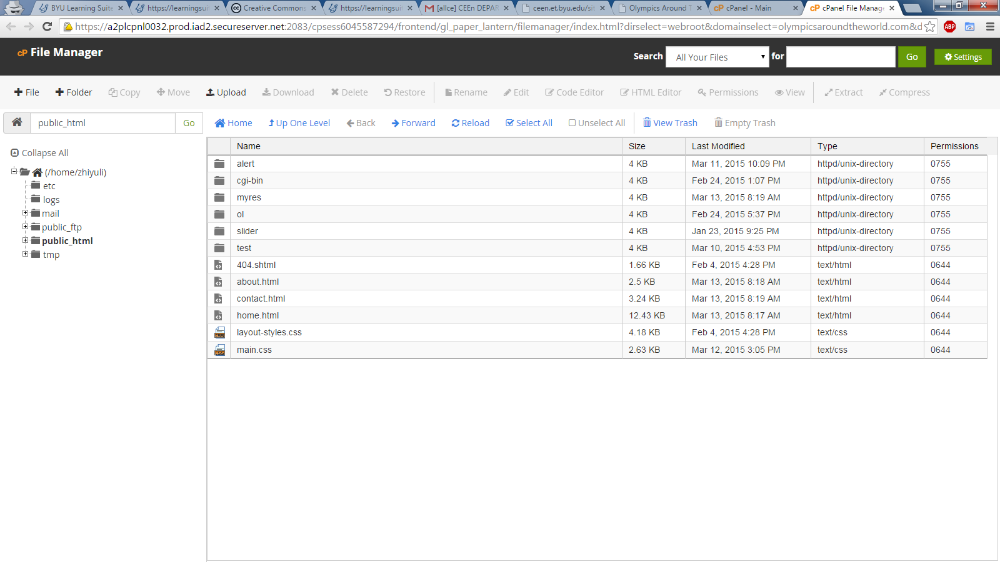 BYU Learning Suite
https://learningsuit
Creative Commons
https://learningsuit
[allce] CEEn DEPAR
ceen.et.byu.edu/sit
Olympics Around T
cP cPanel - Main
cP cPanel File Manage
https://a2plcpnl0032.prod.iad2.secureserver.net:2083/cpsess6045587294/frontend/gl_paper_lantern/filemanager/index.html?dirselect=webroot&domainselect=olympicsaroundtheworld.com&d
ABP
cP File Manager
Search All Your Files for Go Settings
File Folder Copy Move Upload Download Delete Restore Rename Edit Code Editor HTML Editor Permissions View Extract Compress
public_html Go Home Up One Level Back Forward Reload Select All Unselect All View Trash Empty Trash
Collapse All
(/home/zhiyuli)
etc
logs
mail
public_ftp
public_html
tmp
Name Size Last Modified Type Permissions
alert 4 KB Mar 11, 2015 10:09 PM httpd/unix-directory 0755
cgi-bin 4 KB Feb 24, 2015 1:07 PM httpd/unix-directory 0755
myres 4 KB Mar 13, 2015 8:19 AM httpd/unix-directory 0755
ol 4 KB Feb 24, 2015 5:37 PM httpd/unix-directory 0755
slider 4 KB Jan 23, 2015 9:25 PM httpd/unix-directory 0755
test 4 KB Mar 10, 2015 4:53 PM httpd/unix-directory 0755
404.shtml 1.66 KB Feb 4, 2015 4:28 PM text/html 0644
about.html 2.5 KB Mar 13, 2015 8:18 AM text/html 0644
contact.html 3.24 KB Mar 13, 2015 8:19 AM text/html 0644
home.html 12.43 KB Mar 13, 2015 8:17 AM text/html 0644
layout-styles.css 4.18 KB Feb 4, 2015 4:28 PM text/css 0644
main.css 2.63 KB Mar 12, 2015 3:05 PM text/css 0644